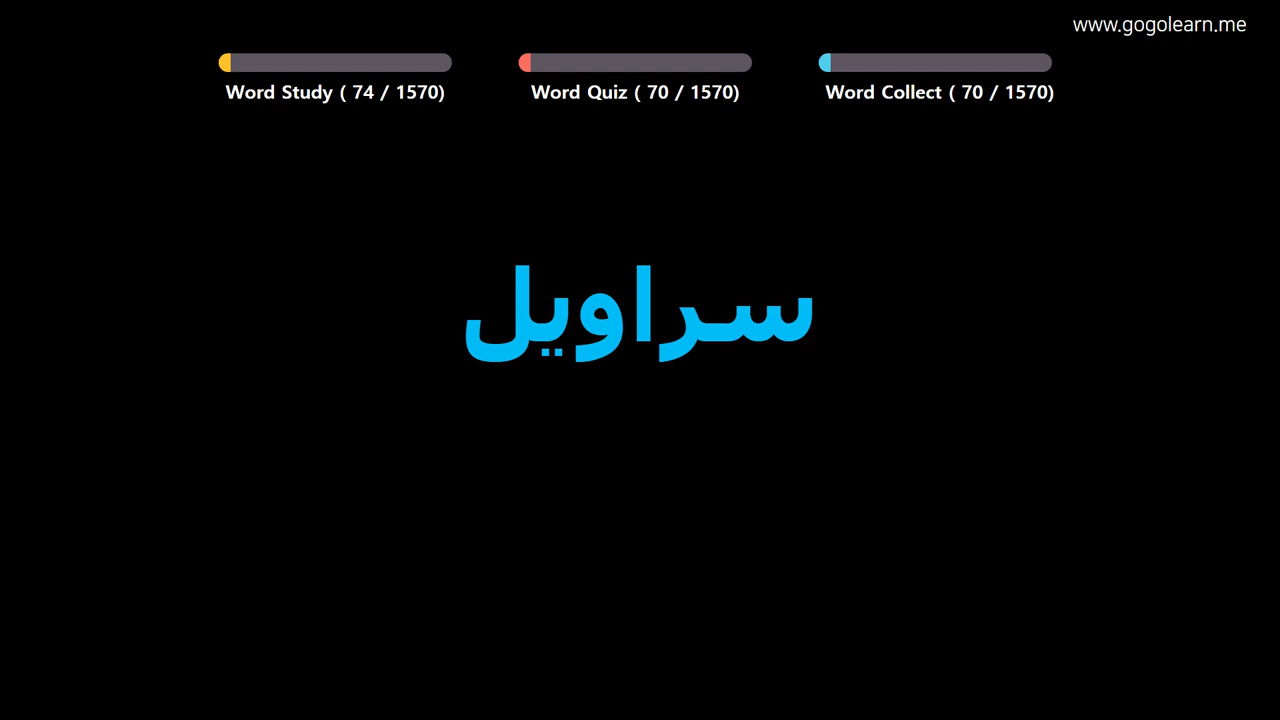 www.gogolearn.me
Word Study ( 74 / 1570)
Word Quiz ( 70 / 1570)
Word Collect ( 70 / 1570)
سراويل